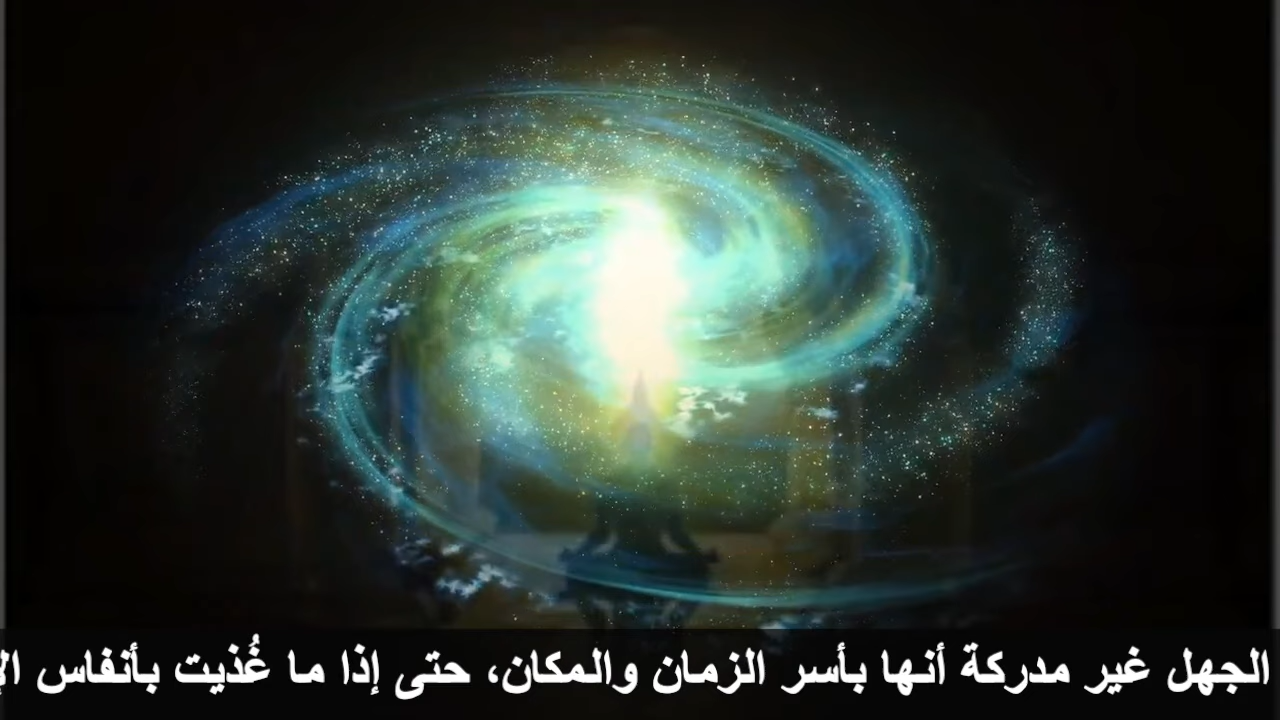 الجهل غير مدركة أنها بأسر الزمان والمكان، حتى إذا ما غُذيت بأنفاس